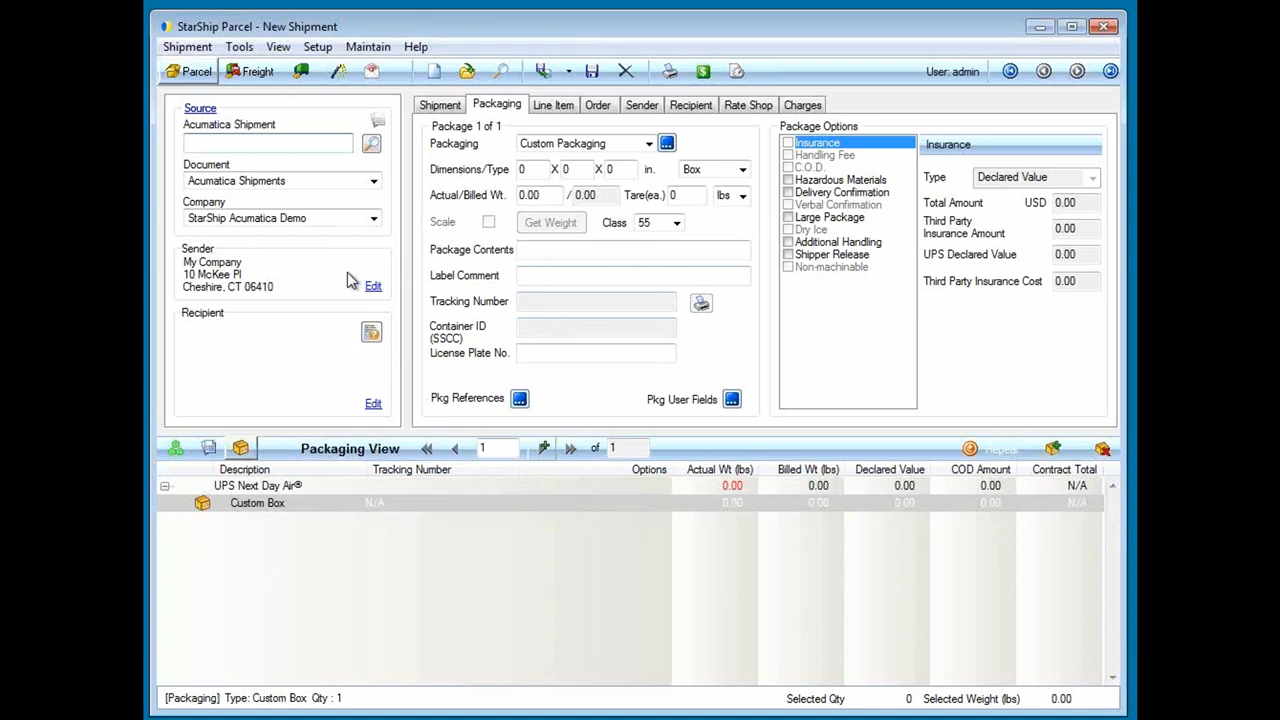 StarShip Parcel - New Shipment
Shipment Tools View Setup Maintain Help
Parcel Freight User: admin
Source
Acumatica Shipment
Document
Acumatica Shipments
Company
StarShip Acumatica Demo
Sender
My Company
10 McKee Pl
Cheshire, CT 06410
Edit
Recipient
Edit
Shipment Packaging Line Item Order Sender Recipient Rate Shop Charges
Package 1 of 1
Packaging Custom Packaging
Dimensions/Type 0 X 0 X 0 in. Box
Actual/Billed Wt. 0.00 / 0.00 Tare(ea.) 0 lbs
Scale Get Weight Class 55
Package Contents
Label Comment
Tracking Number
Container ID
(SSCC)
License Plate No.
Pkg References Pkg User Fields
Package Options
Insurance
Handling Fee
C.O.D.
Hazardous Materials
Delivery Confirmation
Verbal Confirmation
Large Package
Dry Ice
Additional Handling
Shipper Release
Non-machinable
Insurance
Type Declared Value
Total Amount USD 0.00
Third Party
Insurance Amount 0.00
UPS Declared Value 0.00
Third Party Insurance Cost 0.00
Packaging View 1 of 1 Repeat
Description Tracking Number Options Actual Wt (lbs) Billed Wt (lbs) Declared Value COD Amount Contract Total
UPS Next Day Air® 0.00 0.00 0.00 0.00 N/A
Custom Box N/A 0.00 0.00 0.00 0.00 N/A
[Packaging] Type: Custom Box Qty : 1 Selected Qty 0 Selected Weight (lbs) 0.00